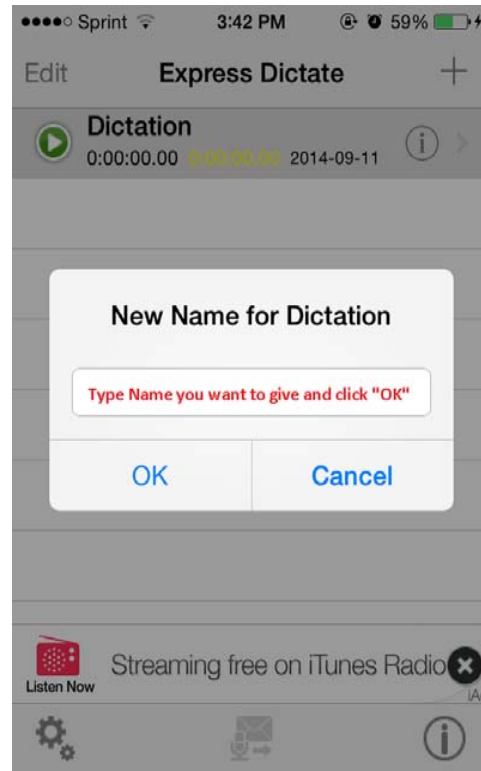 Sprint 3:42 PM 59%
Edit Express Dictate +
Dictation
0:00:00.00 0:00:00.00 2014-09-11
New Name for Dictation
Type Name you want to give and click "OK"
OK Cancel
Streaming free on iTunes Radio
Listen Now
iA